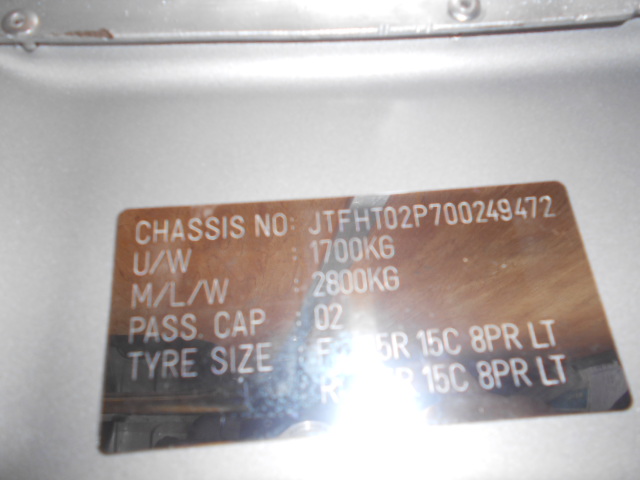 CHASSIS NO: JTFHT02P700249472
U/W : 1700KG
M/L/W : 2800KG
PASS. CAP : 02
TYRE SIZE : 15C 8PR LT
15C 8PR LT